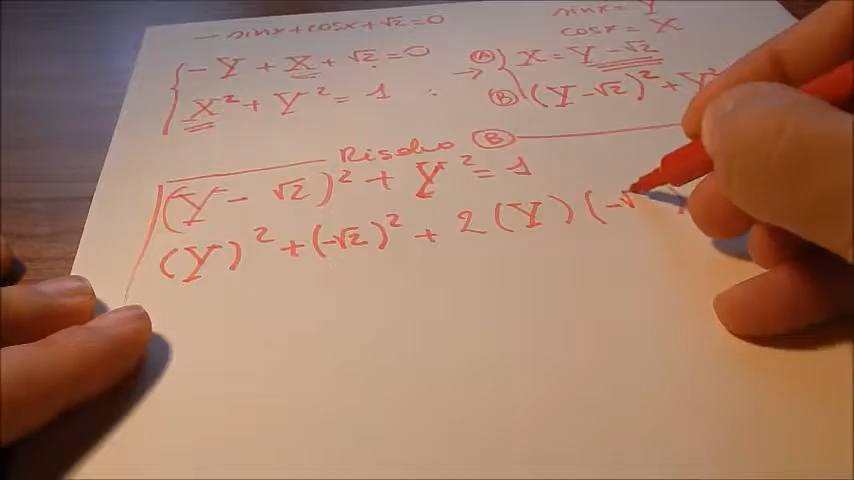 - sinx + cosx + √2 = 0
sinx = Y
cosx = X
{ - Y + X + √2 = 0
X² + Y² = 1
→ Ⓐ X = Y - √2
Ⓑ (Y - √2)² + Y²
Risolvo Ⓑ
(Y - √2)² + Y² = 1
(Y)² + (-√2)² + 2 (Y) (-√